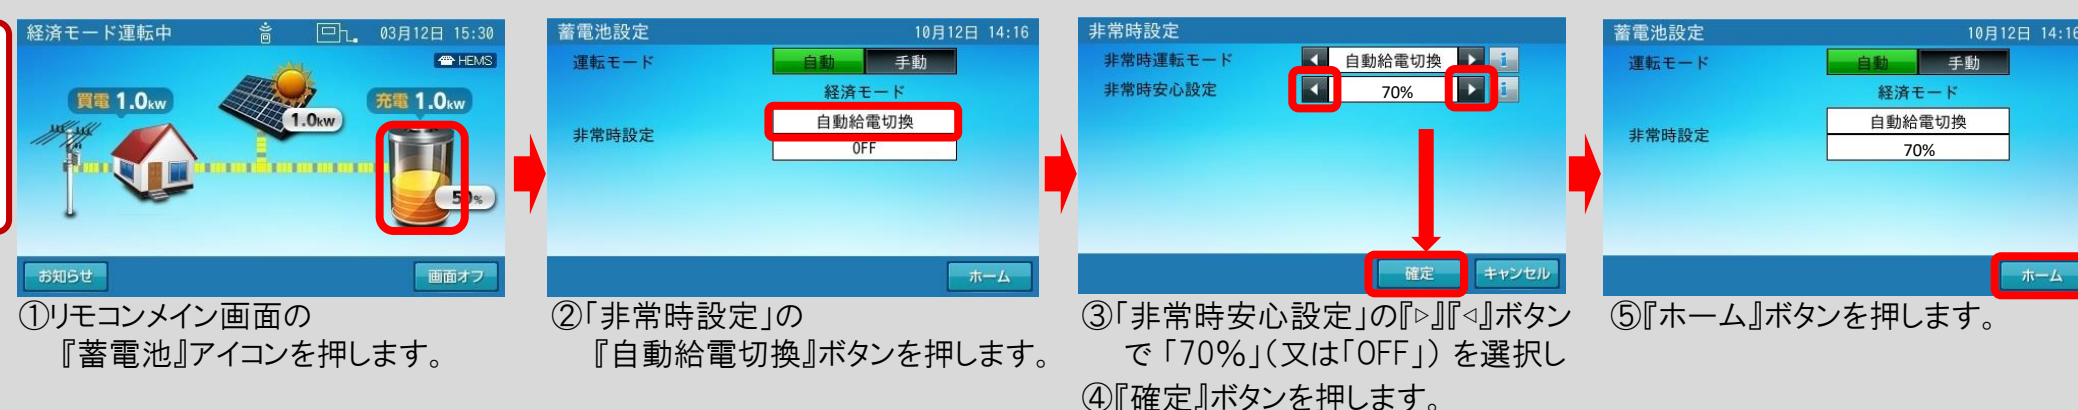 経済モード運転中
03月12日 15:30
HEMS
買電 1.0kw
1.0kw
充電 1.0kw
お知らせ
画面オフ
①リモコンメイン画面の
『蓄電池』アイコンを押します。
蓄電池設定
10月12日 14:16
運転モード
自動
手動
経済モード
非常時設定
自動給電切換
OFF
ホーム
②「非常時設定」の
『自動給電切換』ボタンを押します。
非常時設定
非常時運転モード
自動給電切換
i
非常時安心設定
70%
i
確定
キャンセル
③「非常時安心設定」の『▷』『◁』ボタン
で「70%」(又は「OFF」) を選択し
④『確定』ボタンを押します。
蓄電池設定
10月12日 14:16
運転モード
自動
手動
経済モード
非常時設定
自動給電切換
70%
ホーム
⑤『ホーム』ボタンを押します。